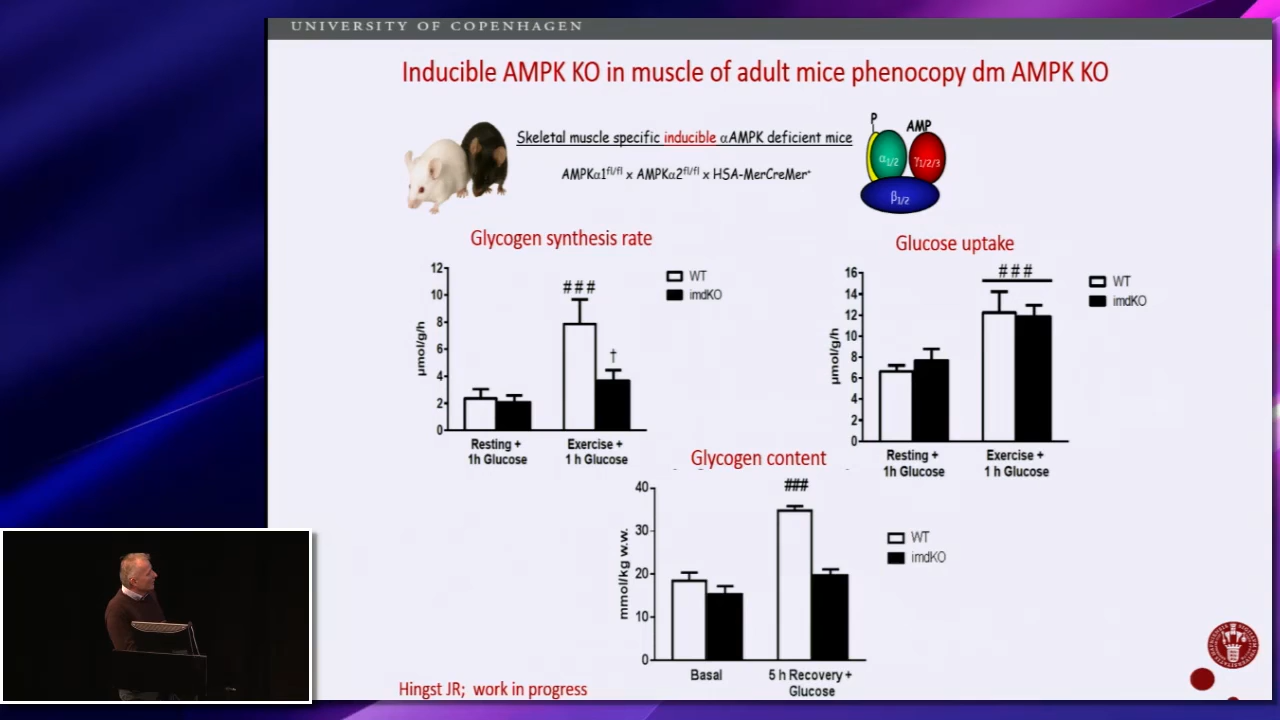 UNIVERSITY OF COPENHAGEN
Inducible AMPK KO in muscle of adult mice phenocopy dm AMPK KO
Skeletal muscle specific inducible αAMPK deficient mice
AMPKα1fl/fl x AMPKα2fl/fl x HSA-MerCreMer+
P
AMP
α1/2
γ1/2/3
β1/2
Glycogen synthesis rate
12
10
8
6
4
2
0
µmol/g/h
###
†
WT
imdKO
Resting +
1h Glucose
Exercise +
1 h Glucose
Glucose uptake
16
14
12
10
8
6
4
2
0
µmol/g/h
###
WT
imdKO
Resting +
1h Glucose
Exercise +
1 h Glucose
Glycogen content
40
30
20
10
0
mmol/kg w.w.
###
WT
imdKO
Basal
5 h Recovery +
Glucose
Hingst JR; work in progress